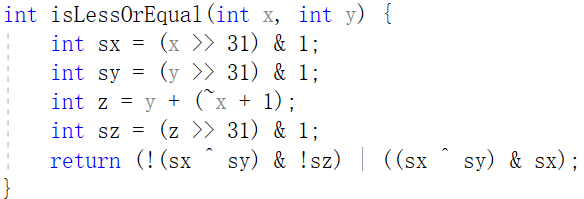 int isLessOrEqual(int x, int y) {
    int sx = (x >> 31) & 1;
    int sy = (y >> 31) & 1;
    int z = y + (~x + 1);
    int sz = (z >> 31) & 1;
    return (!(sx ^ sy) & !sz) | ((sx ^ sy) & sx);
}